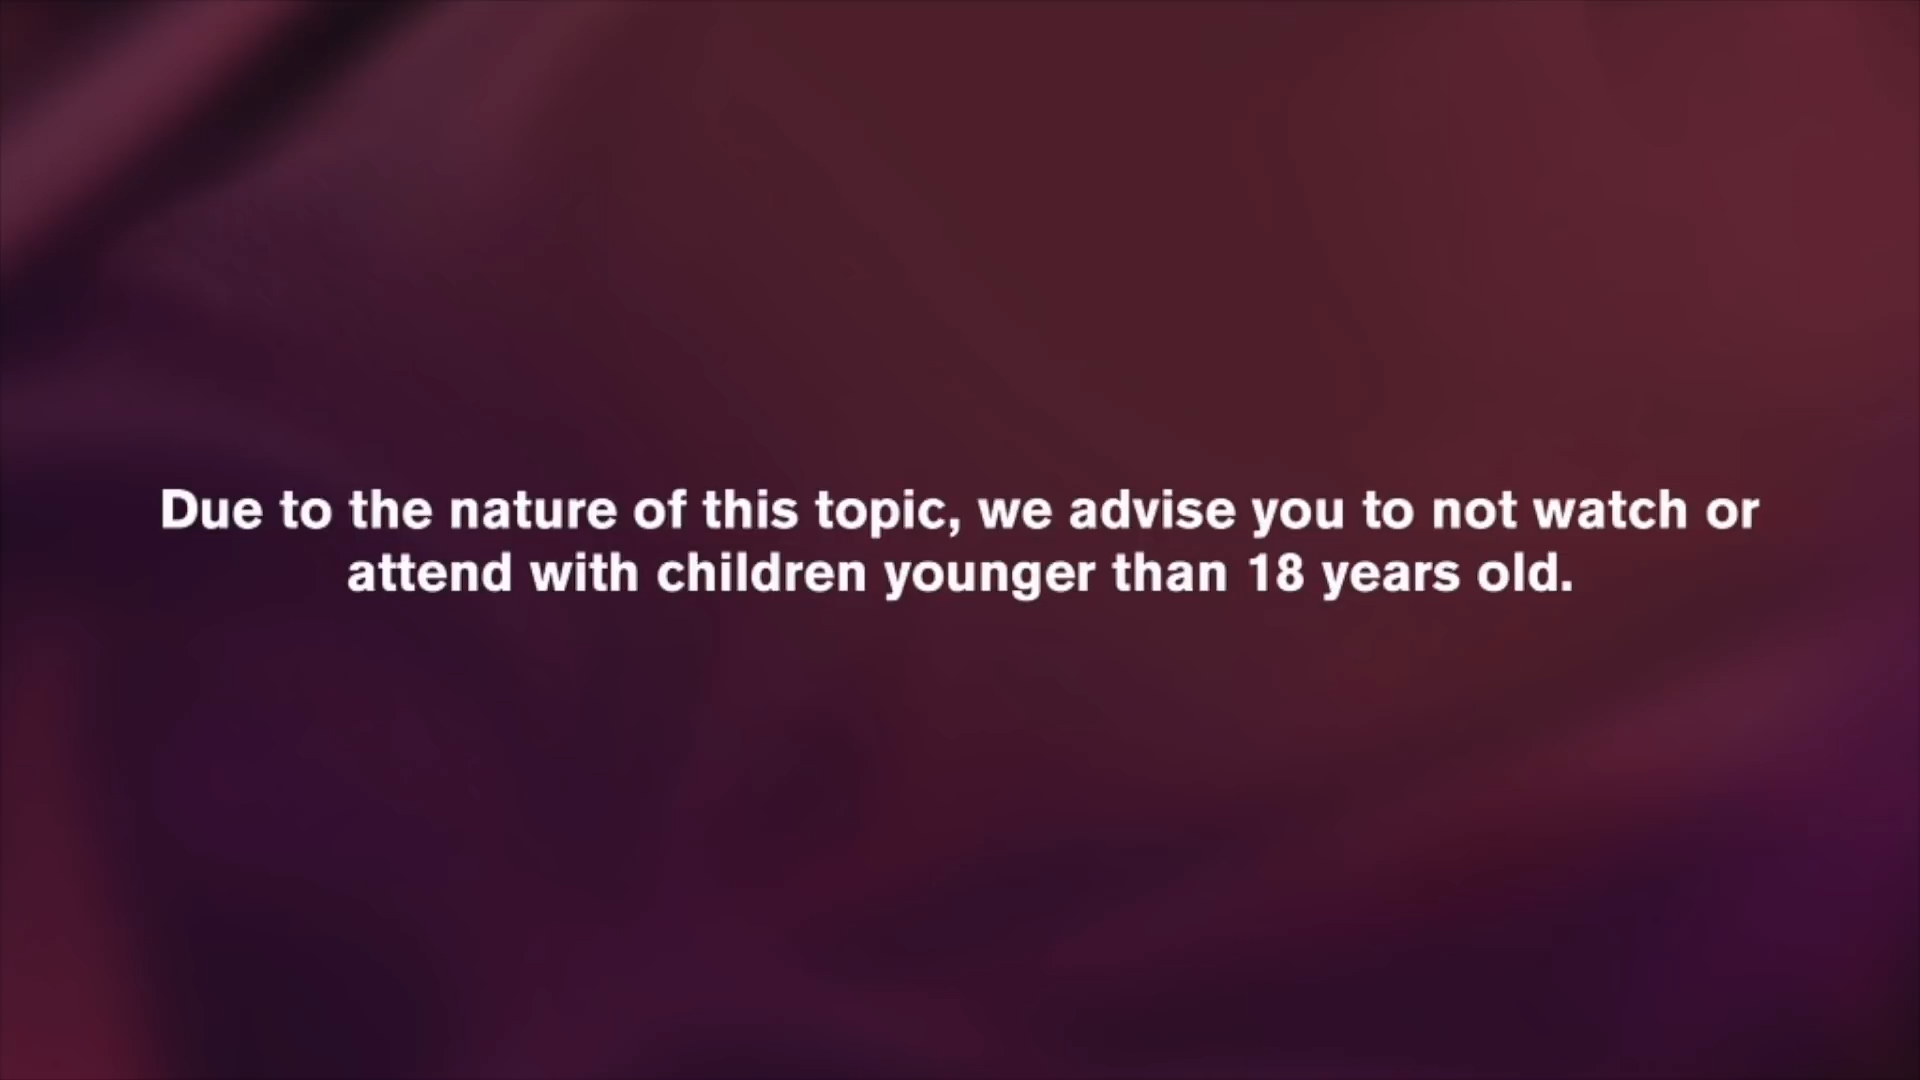 Due to the nature of this topic, we advise you to not watch or
attend with children younger than 18 years old.